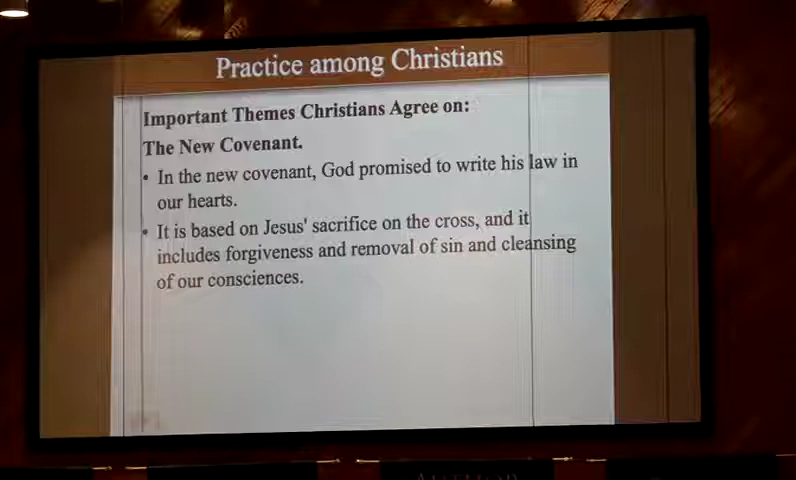 Practice among Christians
Important Themes Christians Agree on:
The New Covenant.
• In the new covenant, God promised to write his law in
our hearts.
• It is based on Jesus' sacrifice on the cross, and it
includes forgiveness and removal of sin and cleansing
of our consciences.
AUTHOR